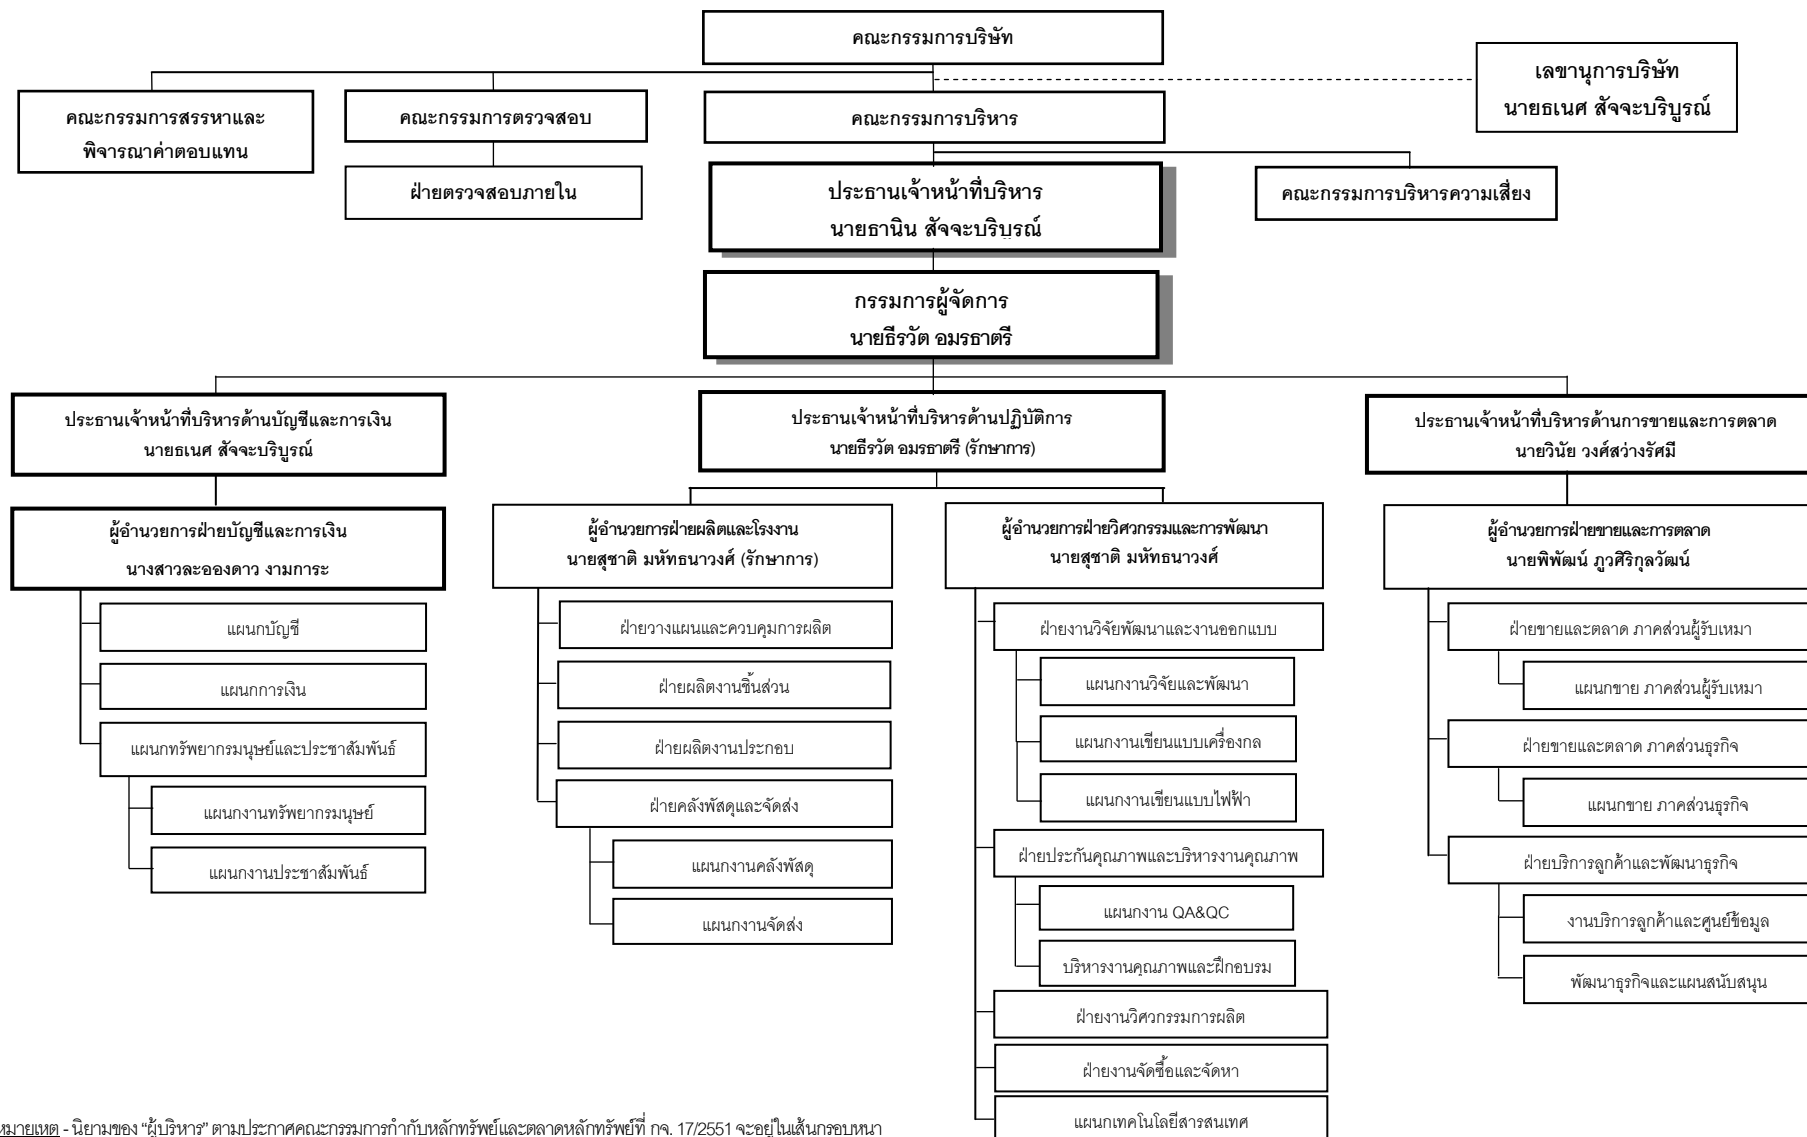 คณะกรรมการบริษัท
เลขานุการบริษัท
นายธเนศ สัจจะบริบูรณ์
คณะกรรมการสรรหาและ
พิจารณาค่าตอบแทน
คณะกรรมการตรวจสอบ
คณะกรรมการบริหาร
ฝ่ายตรวจสอบภายใน
ประธานเจ้าหน้าที่บริหาร
นายธานิน สัจจะบริบูรณ์
คณะกรรมการบริหารความเสี่ยง
กรรมการผู้จัดการ
นายธีรวัต อมรธาตรี
ประธานเจ้าหน้าที่บริหารด้านบัญชีและการเงิน
นายธเนศ สัจจะบริบูรณ์
ประธานเจ้าหน้าที่บริหารด้านปฏิบัติการ
นายธีรวัต อมรธาตรี (รักษาการ)
ประธานเจ้าหน้าที่บริหารด้านการขายและการตลาด
นายวินัย วงศ์สว่างรัศมี
ผู้อำนวยการฝ่ายบัญชีและการเงิน
นางสาวละอองดาว งามการะ
แผนกบัญชี
แผนกการเงิน
แผนกทรัพยากรมนุษย์และประชาสัมพันธ์
แผนกงานทรัพยากรมนุษย์
แผนกงานประชาสัมพันธ์
ผู้อำนวยการฝ่ายผลิตและโรงงาน
นายสุชาติ มหัทธนาวงศ์ (รักษาการ)
ฝ่ายวางแผนและควบคุมการผลิต
ฝ่ายผลิตงานชิ้นส่วน
ฝ่ายผลิตงานประกอบ
ฝ่ายคลังพัสดุและจัดส่ง
แผนกงานคลังพัสดุ
แผนกงานจัดส่ง
ผู้อำนวยการฝ่ายวิศวกรรมและการพัฒนา
นายสุชาติ มหัทธนาวงศ์
ฝ่ายงานวิจัยพัฒนาและงานออกแบบ
แผนกงานวิจัยและพัฒนา
แผนกงานเขียนแบบเครื่องกล
แผนกงานเขียนแบบไฟฟ้า
ฝ่ายประกันคุณภาพและบริหารงานคุณภาพ
แผนกงาน QA&QC
บริหารงานคุณภาพและฝึกอบรม
ฝ่ายงานวิศวกรรมการผลิต
ฝ่ายงานจัดซื้อและจัดหา
แผนกเทคโนโลยีสารสนเทศ
ผู้อำนวยการฝ่ายขายและการตลาด
นายพิพัฒน์ ภูวศิริกุลวัฒน์
ฝ่ายขายและตลาด ภาคส่วนผู้รับเหมา
แผนกขาย ภาคส่วนผู้รับเหมา
ฝ่ายขายและตลาด ภาคส่วนธุรกิจ
แผนกขาย ภาคส่วนธุรกิจ
ฝ่ายบริการลูกค้าและพัฒนาธุรกิจ
งานบริการลูกค้าและศูนย์ข้อมูล
พัฒนาธุรกิจและแผนสนับสนุน
หมายเหตุ - นิยามของ “ผู้บริหาร” ตามประกาศคณะกรรมการกำกับหลักทรัพย์และตลาดหลักทรัพย์ที่ กจ. 17/2551 จะอยู่ในเส้นกรอบหนา